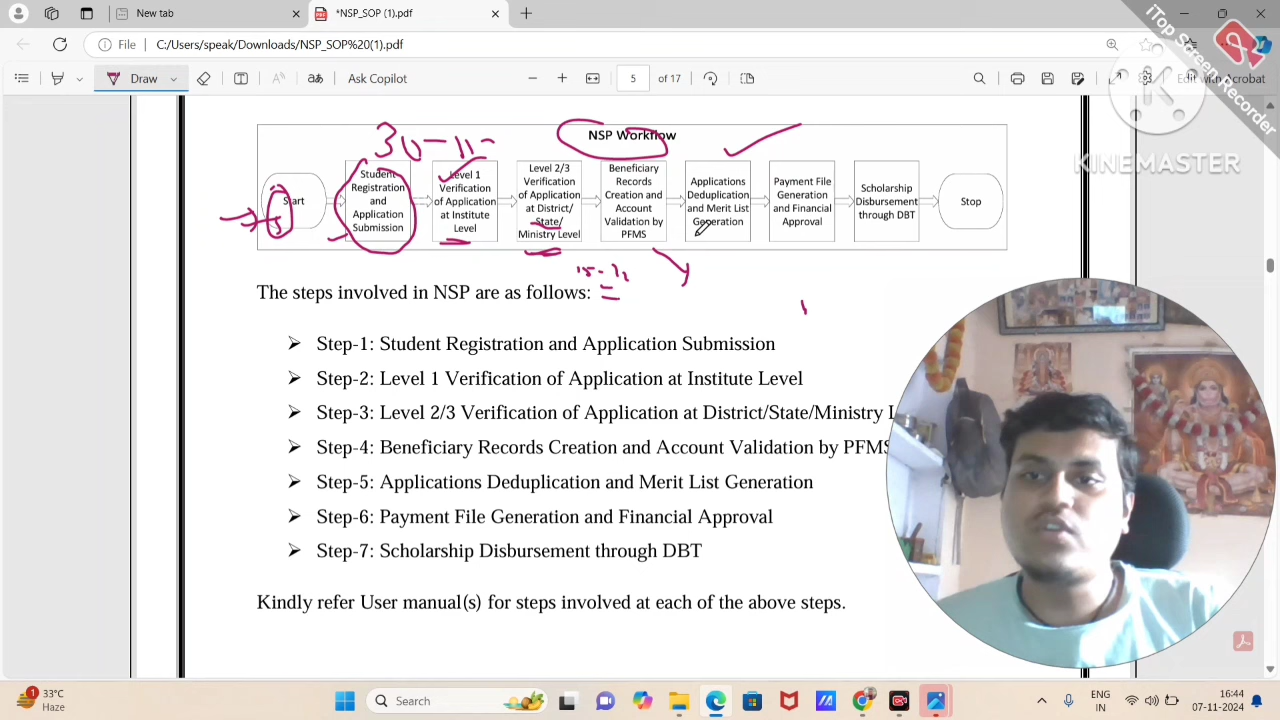 New tab
*NSP_SOP (1).pdf
File
C:/Users/speak/Downloads/NSP_SOP%20(1).pdf
iTop Screen Recorder
Draw
Ask Copilot
5
of 17
Edit with Acrobat
KINEMASTER
NSP Workflow
30-11-
Start
Student
Registration
and
Application
Submission
Level 1
Verification
of Application
at Institute
Level
Level 2/3
Verification
of Application
at District/
State/
Ministry Level
Beneficiary
Records
Creation and
Account
Validation by
PFMS
Applications
Deduplication
and Merit List
Generation
Payment File
Generation
and Financial
Approval
Scholarship
Disbursement
through DBT
Stop
The steps involved in NSP are as follows:
➢ Step-1: Student Registration and Application Submission
➢ Step-2: Level 1 Verification of Application at Institute Level
➢ Step-3: Level 2/3 Verification of Application at District/State/Ministry L
➢ Step-4: Beneficiary Records Creation and Account Validation by PFMS
➢ Step-5: Applications Deduplication and Merit List Generation
➢ Step-6: Payment File Generation and Financial Approval
➢ Step-7: Scholarship Disbursement through DBT
Kindly refer User manual(s) for steps involved at each of the above steps.
1
33°C
Haze
Search
ENG
IN
16:44
07-11-2024